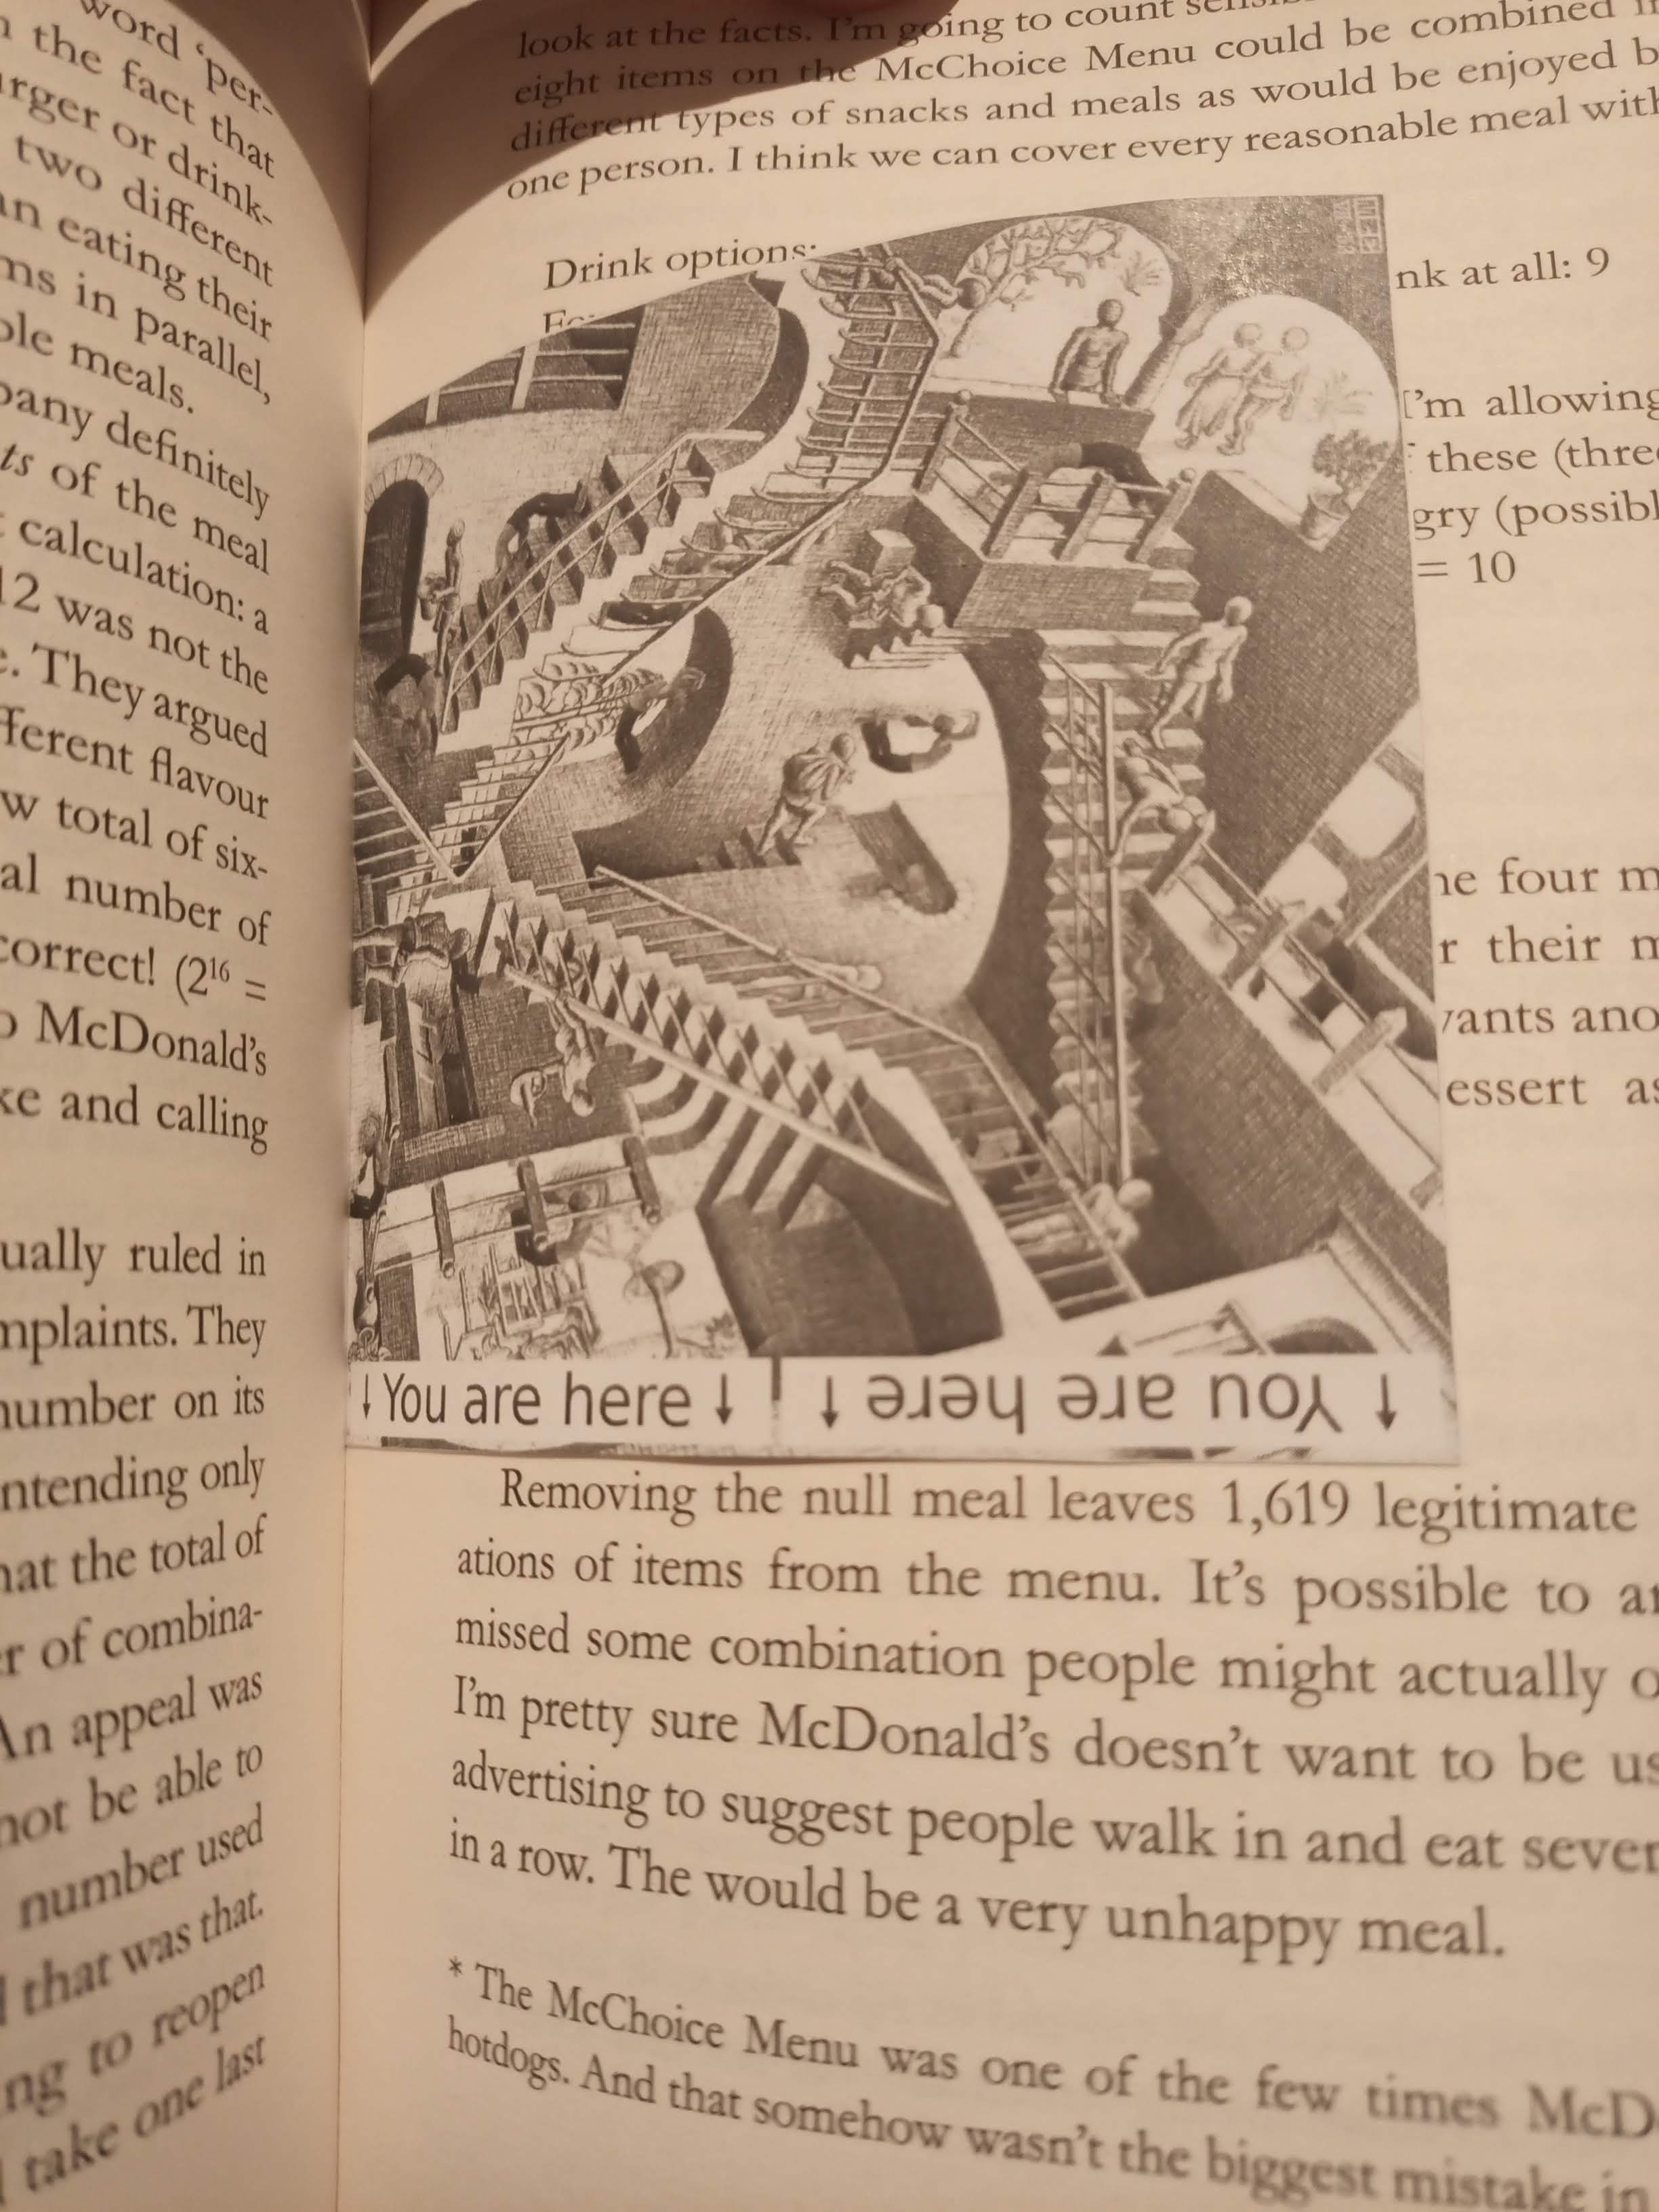 word ‘per-
the fact that
rger or drink-
two different
an eating their
ms in parallel,
ble meals.
pany definitely
ts of the meal
calculation: a
12 was not the
e. They argued
fferent flavour
w total of six-
al number of
correct! (2¹⁶ =
o McDonald’s
ke and calling
ually ruled in
mplaints. They
number on its
ntending only
hat the total of
er of combina-
An appeal was
not be able to
number used
that was that.
ng to reopen
take one last
look at the facts. I’m going to count
eight items on the McChoice Menu could be combined
different types of snacks and meals as would be enjoyed b
one person. I think we can cover every reasonable meal with
Drink options:
nk at all: 9
I’m allowing
these (three
gry (possibl
= 10
he four m
r their m
wants ano
essert as
↓ You are here ↓
↓ You are here ↓
Removing the null meal leaves 1,619 legitimate
ations of items from the menu. It’s possible to ar
missed some combination people might actually o
I’m pretty sure McDonald’s doesn’t want to be us
advertising to suggest people walk in and eat sever
in a row. The would be a very unhappy meal.
* The McChoice Menu was one of the few times McD
hotdogs. And that somehow wasn’t the biggest mistake in